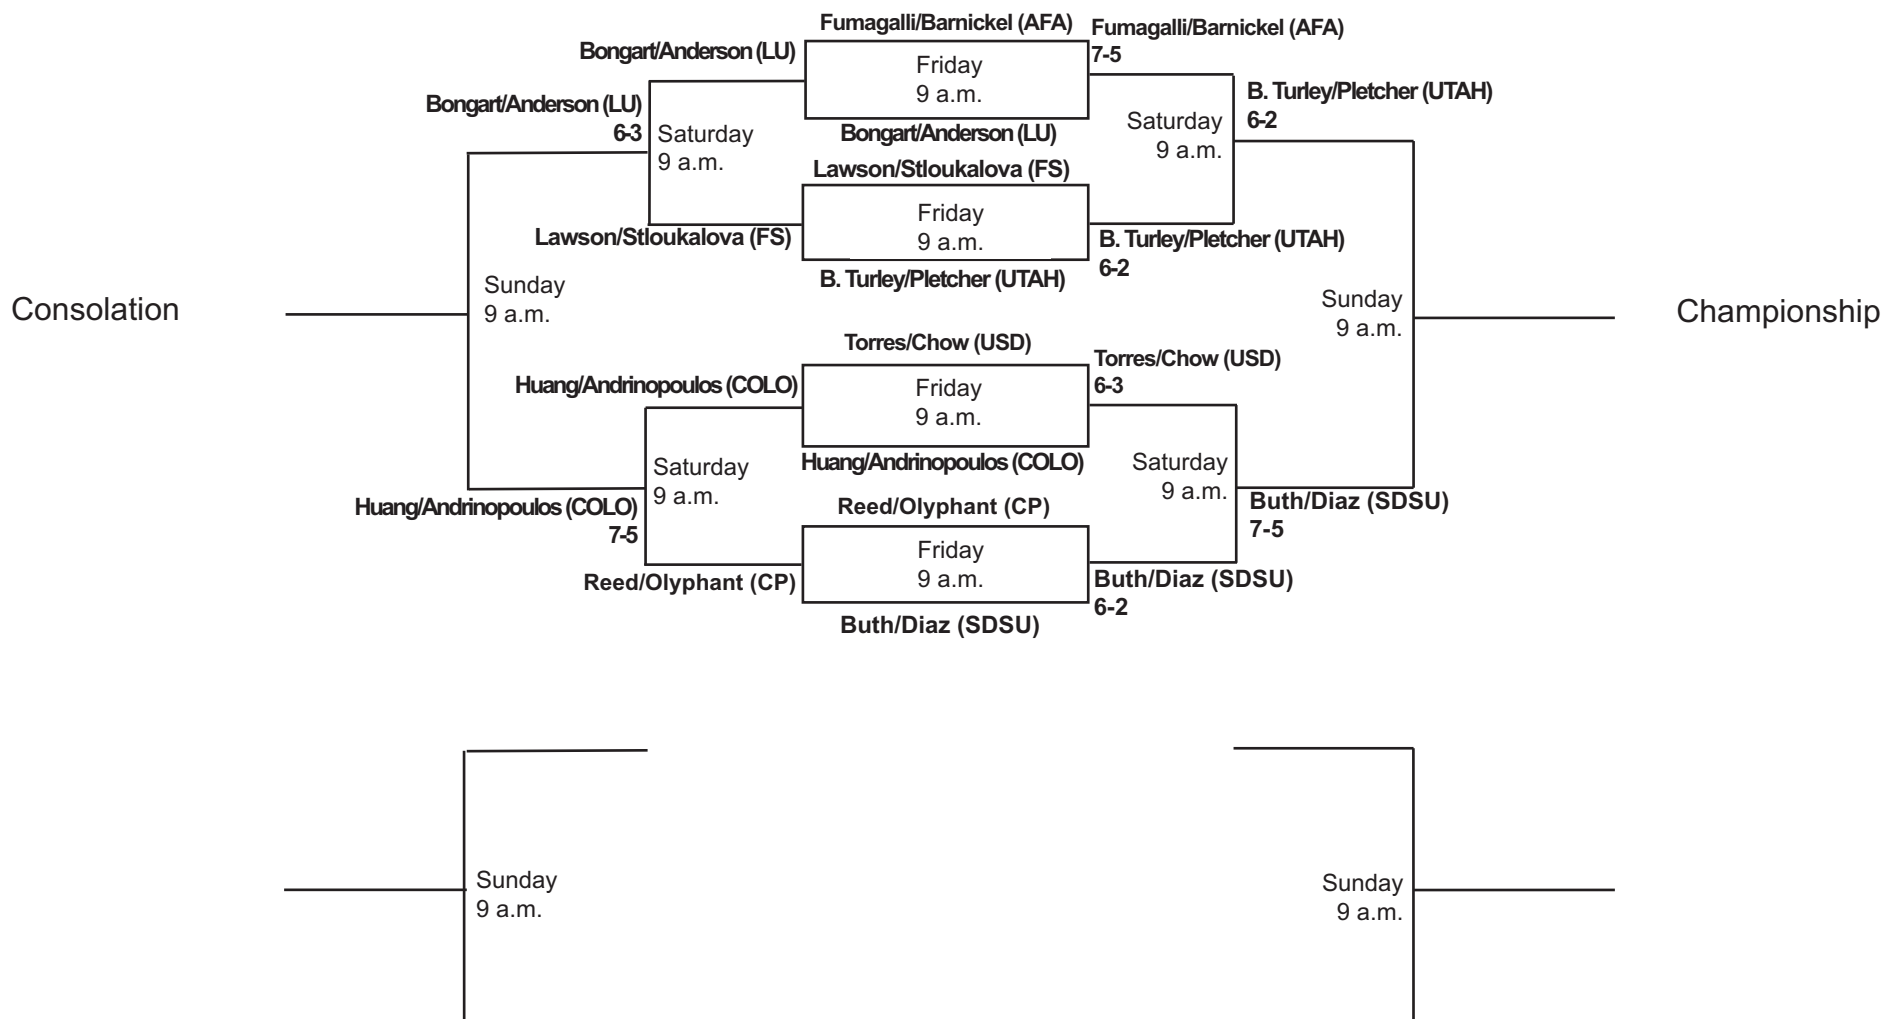 Fumagalli/Barnickel (AFA)
Fumagalli/Barnickel (AFA)
7-5
Bongart/Anderson (LU)
Friday
9 a.m.
B. Turley/Pletcher (UTAH)
6-2
Bongart/Anderson (LU)
6-3
Saturday
9 a.m.
Bongart/Anderson (LU)
Saturday
9 a.m.
Lawson/Stloukalova (FS)
Friday
9 a.m.
Lawson/Stloukalova (FS)
B. Turley/Pletcher (UTAH)
6-2
B. Turley/Pletcher (UTAH)
Consolation
Sunday
9 a.m.
Sunday
9 a.m.
Championship
Torres/Chow (USD)
Torres/Chow (USD)
6-3
Huang/Andrinopoulos (COLO)
Friday
9 a.m.
Huang/Andrinopoulos (COLO)
Saturday
9 a.m.
Saturday
9 a.m.
Huang/Andrinopoulos (COLO)
7-5
Reed/Olyphant (CP)
Buth/Diaz (SDSU)
7-5
Friday
9 a.m.
Reed/Olyphant (CP)
Buth/Diaz (SDSU)
6-2
Buth/Diaz (SDSU)
Sunday
9 a.m.
Sunday
9 a.m.